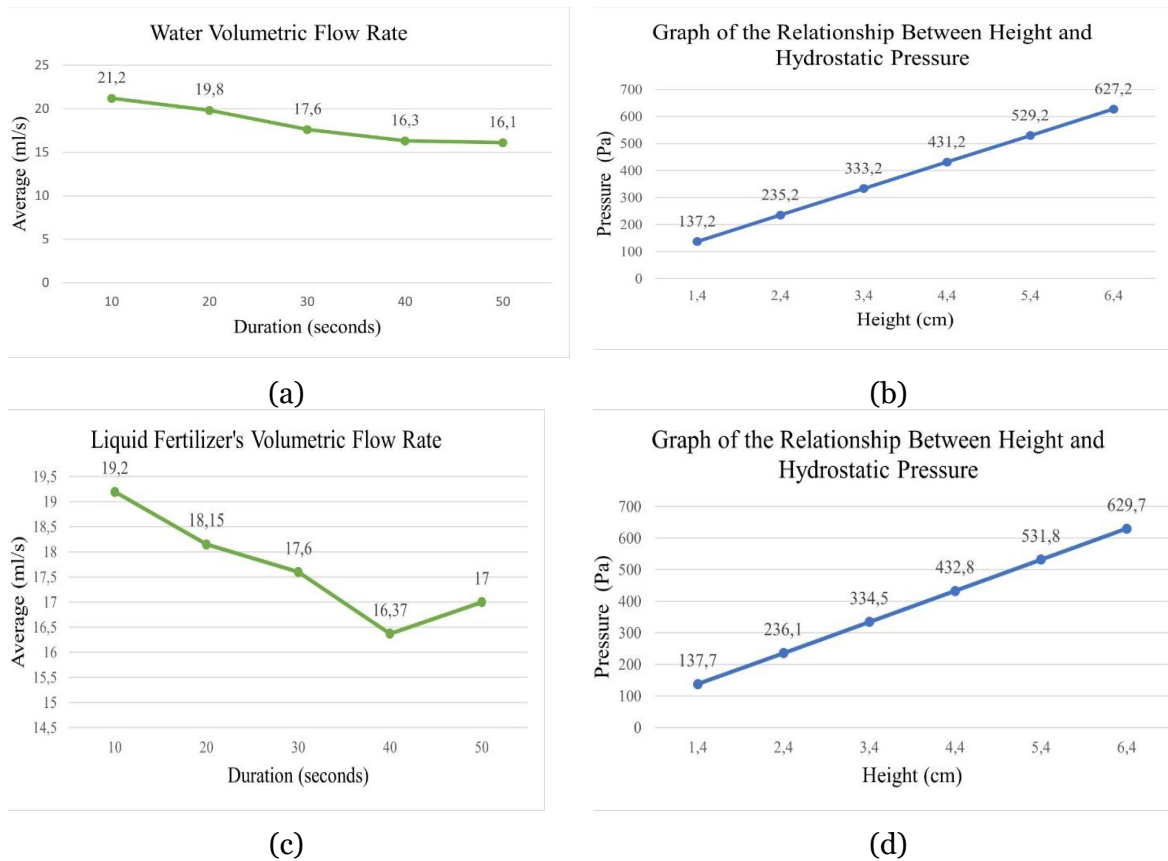 Water Volumetric Flow Rate
25
20
15
10
5
0
Average (ml/s)
21,2
19,8
17,6
16,3
16,1
10 20 30 40 50
Duration (seconds)
(a)
Graph of the Relationship Between Height and
Hydrostatic Pressure
700
600
500
400
300
200
100
0
Pressure (Pa)
137,2
235,2
333,2
431,2
529,2
627,2
1,4 2,4 3,4 4,4 5,4 6,4
Height (cm)
(b)
Liquid Fertilizer's Volumetric Flow Rate
19,5
19
18,5
18
17,5
17
16,5
16
15,5
15
14,5
Average (ml/s)
19,2
18,15
17,6
16,37
17
10 20 30 40 50
Duration (seconds)
(c)
Graph of the Relationship Between Height and
Hydrostatic Pressure
700
600
500
400
300
200
100
0
Pressure (Pa)
137,7
236,1
334,5
432,8
531,8
629,7
1,4 2,4 3,4 4,4 5,4 6,4
Height (cm)
(d)